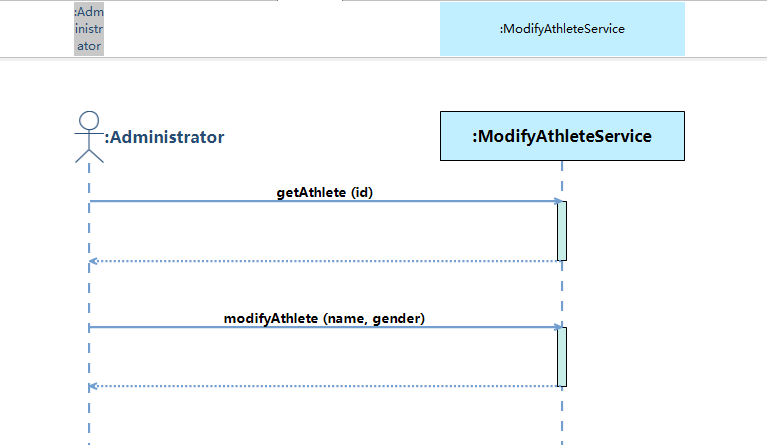 :Adm
inistr
ator
:ModifyAthleteService
:Administrator
:ModifyAthleteService
getAthlete (id)
modifyAthlete (name, gender)